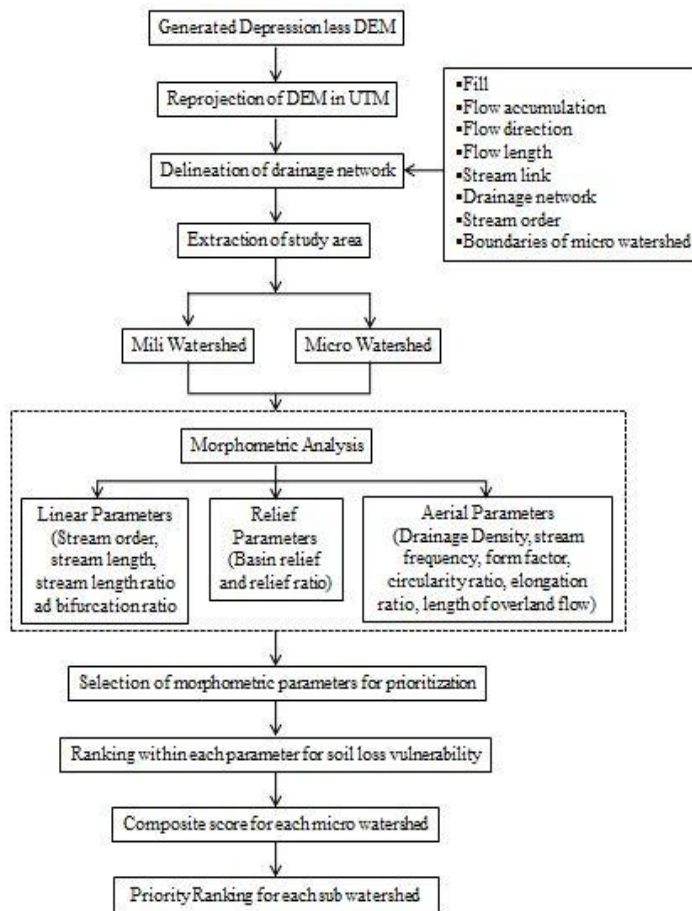 Generated Depression less DEM
Reprojection of DEM in UTM
Delineation of drainage network
▪Fill
▪Flow accumulation
▪Flow direction
▪Flow length
▪Stream link
▪Drainage network
▪Stream order
▪Boundaries of micro watershed
Extraction of study area
Mili Watershed
Micro Watershed
Morphometric Analysis
Linear Parameters
(Stream order,
stream length,
stream length ratio
ad bifurcation ratio
Relief
Parameters
(Basin relief
and relief ratio)
Aerial Parameters
(Drainage Density, stream
frequency, form factor,
circularity ratio, elongation
ratio, length of overland flow)
Selection of morphometric parameters for prioritization
Ranking within each parameter for soil loss vulnerability
Composite score for each micro watershed
Priority Ranking for each sub watershed